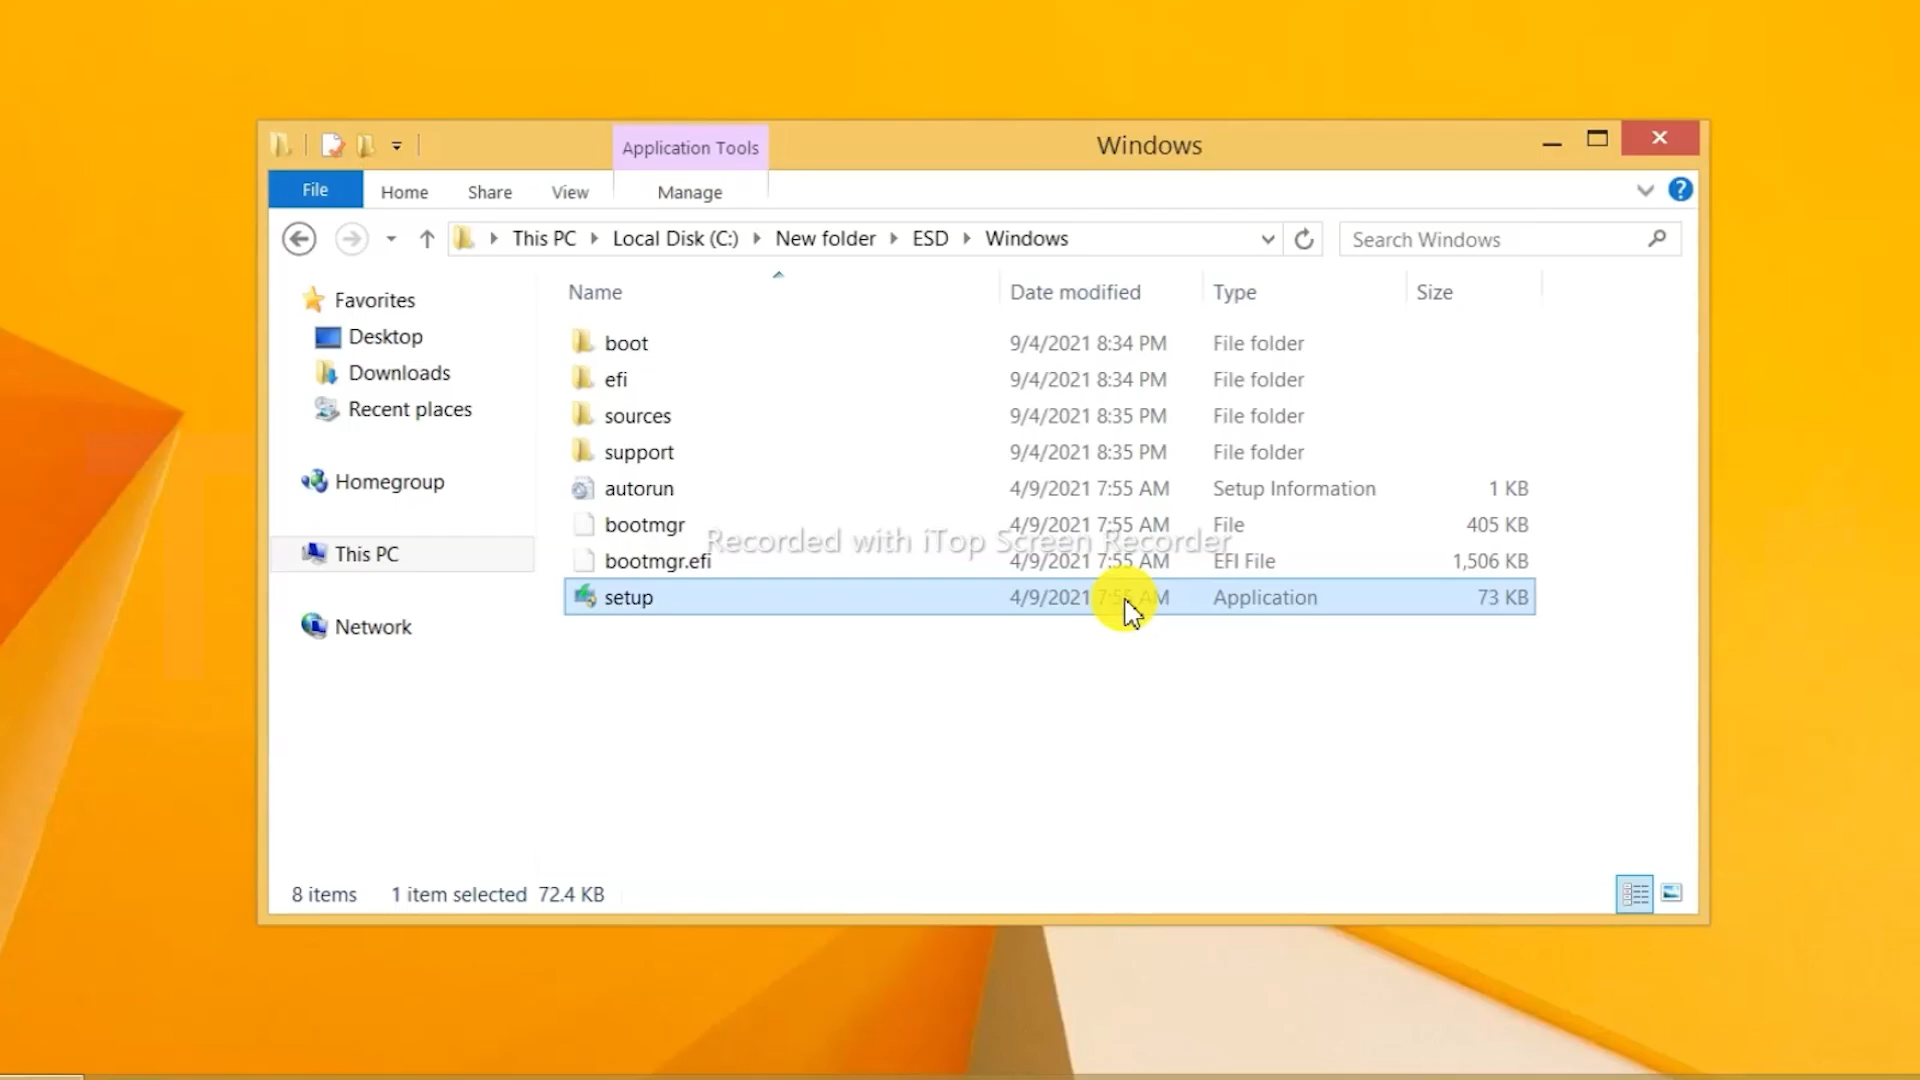 Application Tools
Windows
File Home Share View Manage
This PC Local Disk (C:) New folder ESD Windows
Search Windows
Name Date modified Type Size
Favorites
Desktop
Downloads
Recent places
Homegroup
This PC
Network
boot 9/4/2021 8:34 PM File folder
efi 9/4/2021 8:34 PM File folder
sources 9/4/2021 8:35 PM File folder
support 9/4/2021 8:35 PM File folder
autorun 4/9/2021 7:55 AM Setup Information 1 KB
bootmgr 4/9/2021 7:55 AM File 405 KB
Recorded with iTop Screen Recorder
bootmgr.efi 4/9/2021 7:55 AM EFI File 1,506 KB
setup 4/9/2021 7:55 AM Application 73 KB
8 items 1 item selected 72.4 KB